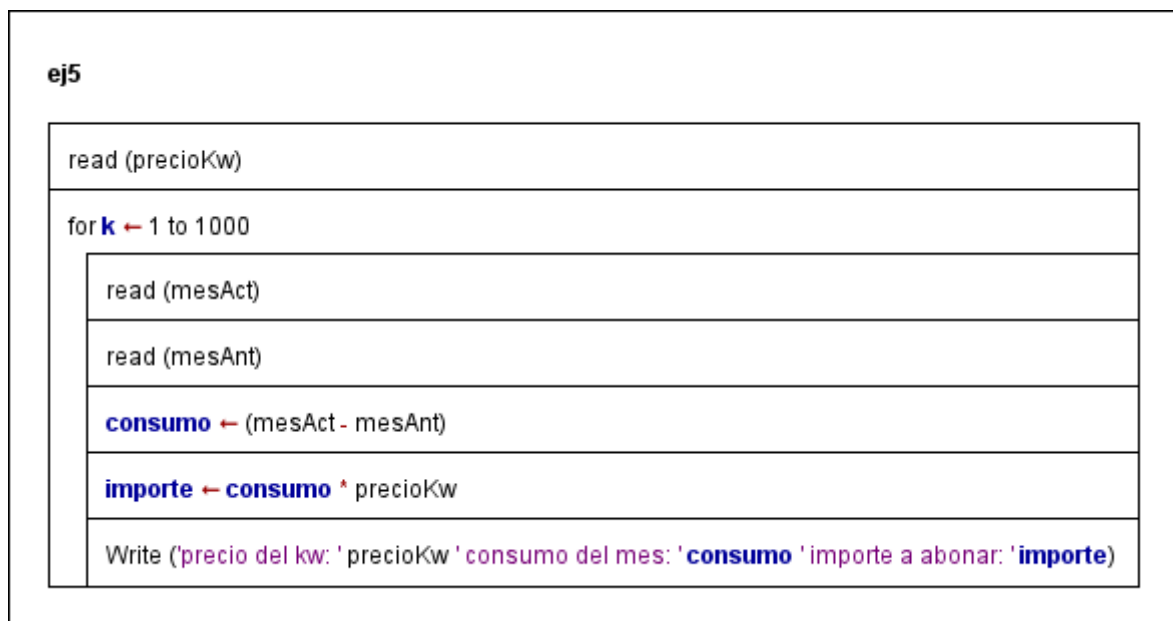 ej5
read (precioKw)
for k ← 1 to 1000
read (mesAct)
read (mesAnt)
consumo ← (mesAct - mesAnt)
importe ← consumo * precioKw
Write ('precio del kw: ' precioKw ' consumo del mes: ' consumo ' importe a abonar: ' importe)